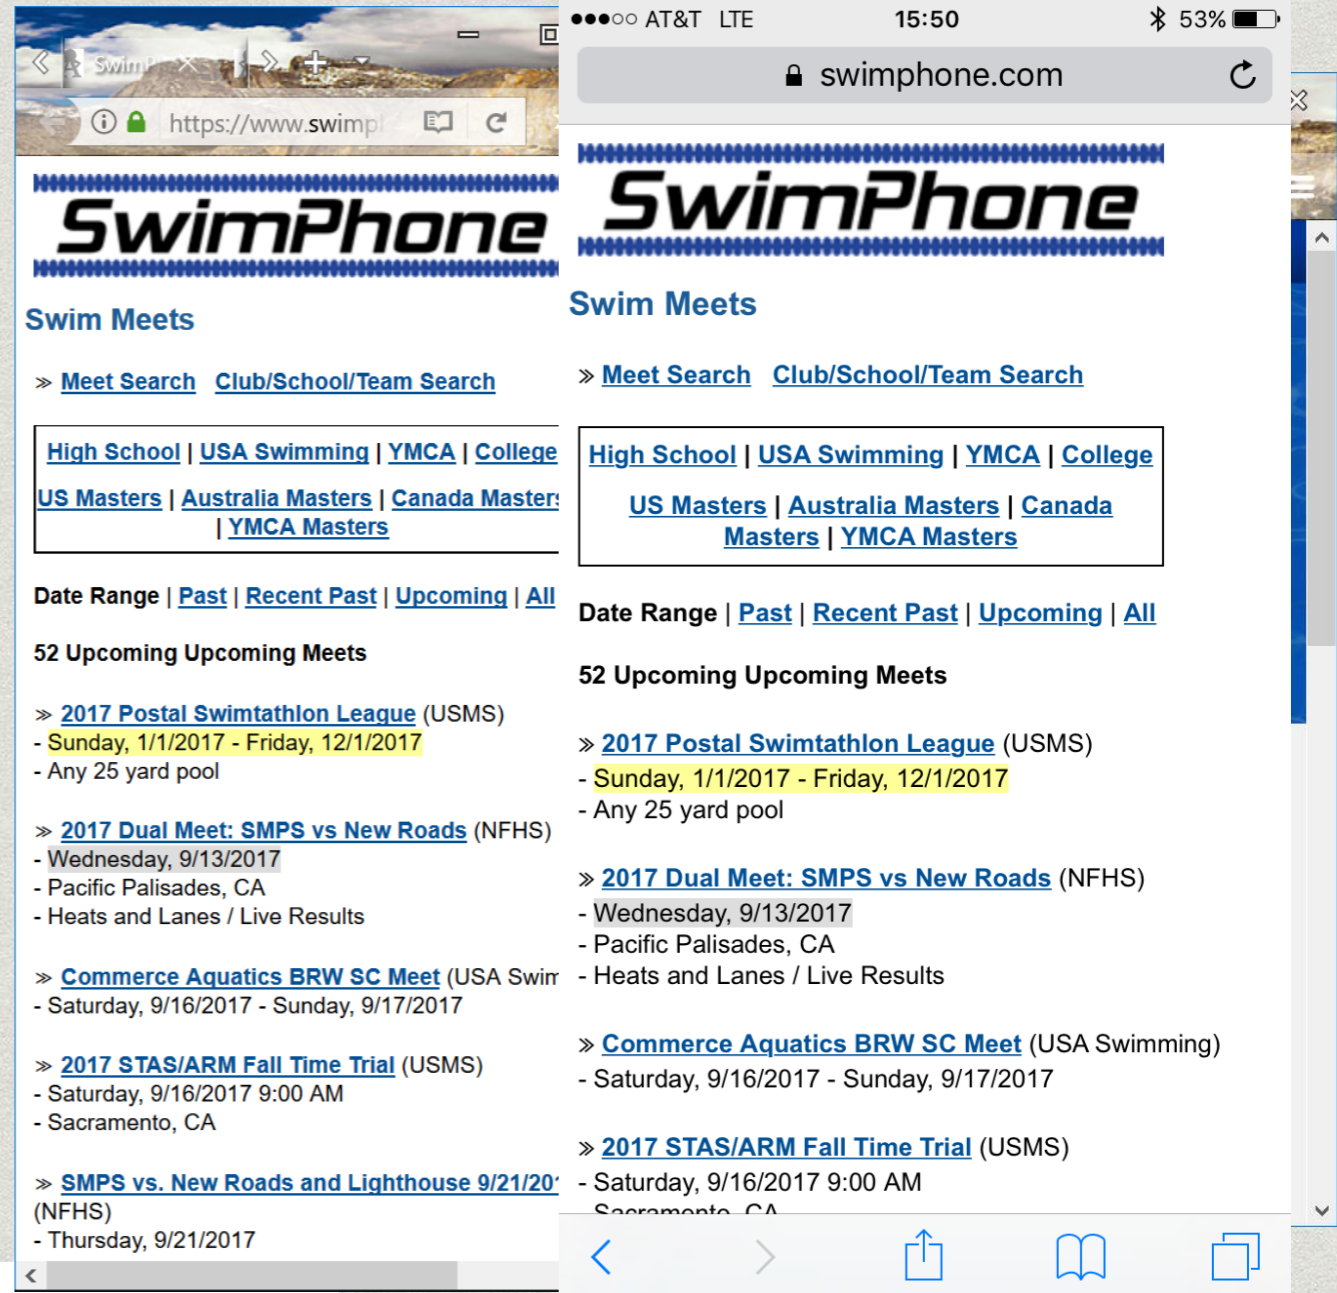 SwimP
https://www.swimpl
SwimPhone
Swim Meets
≫ Meet Search Club/School/Team Search
High School | USA Swimming | YMCA | College
US Masters | Australia Masters | Canada Masters
| YMCA Masters
Date Range | Past | Recent Past | Upcoming | All
52 Upcoming Upcoming Meets
≫ 2017 Postal Swimtathlon League (USMS)
- Sunday, 1/1/2017 - Friday, 12/1/2017
- Any 25 yard pool
≫ 2017 Dual Meet: SMPS vs New Roads (NFHS)
- Wednesday, 9/13/2017
- Pacific Palisades, CA
- Heats and Lanes / Live Results
≫ Commerce Aquatics BRW SC Meet (USA Swim
- Saturday, 9/16/2017 - Sunday, 9/17/2017
≫ 2017 STAS/ARM Fall Time Trial (USMS)
- Saturday, 9/16/2017 9:00 AM
- Sacramento, CA
≫ SMPS vs. New Roads and Lighthouse 9/21/201
(NFHS)
- Thursday, 9/21/2017
AT&T LTE 15:50 53%
swimphone.com
SwimPhone
Swim Meets
≫ Meet Search Club/School/Team Search
High School | USA Swimming | YMCA | College
US Masters | Australia Masters | Canada
Masters | YMCA Masters
Date Range | Past | Recent Past | Upcoming | All
52 Upcoming Upcoming Meets
≫ 2017 Postal Swimtathlon League (USMS)
- Sunday, 1/1/2017 - Friday, 12/1/2017
- Any 25 yard pool
≫ 2017 Dual Meet: SMPS vs New Roads (NFHS)
- Wednesday, 9/13/2017
- Pacific Palisades, CA
- Heats and Lanes / Live Results
≫ Commerce Aquatics BRW SC Meet (USA Swimming)
- Saturday, 9/16/2017 - Sunday, 9/17/2017
≫ 2017 STAS/ARM Fall Time Trial (USMS)
- Saturday, 9/16/2017 9:00 AM
- Sacramento, CA